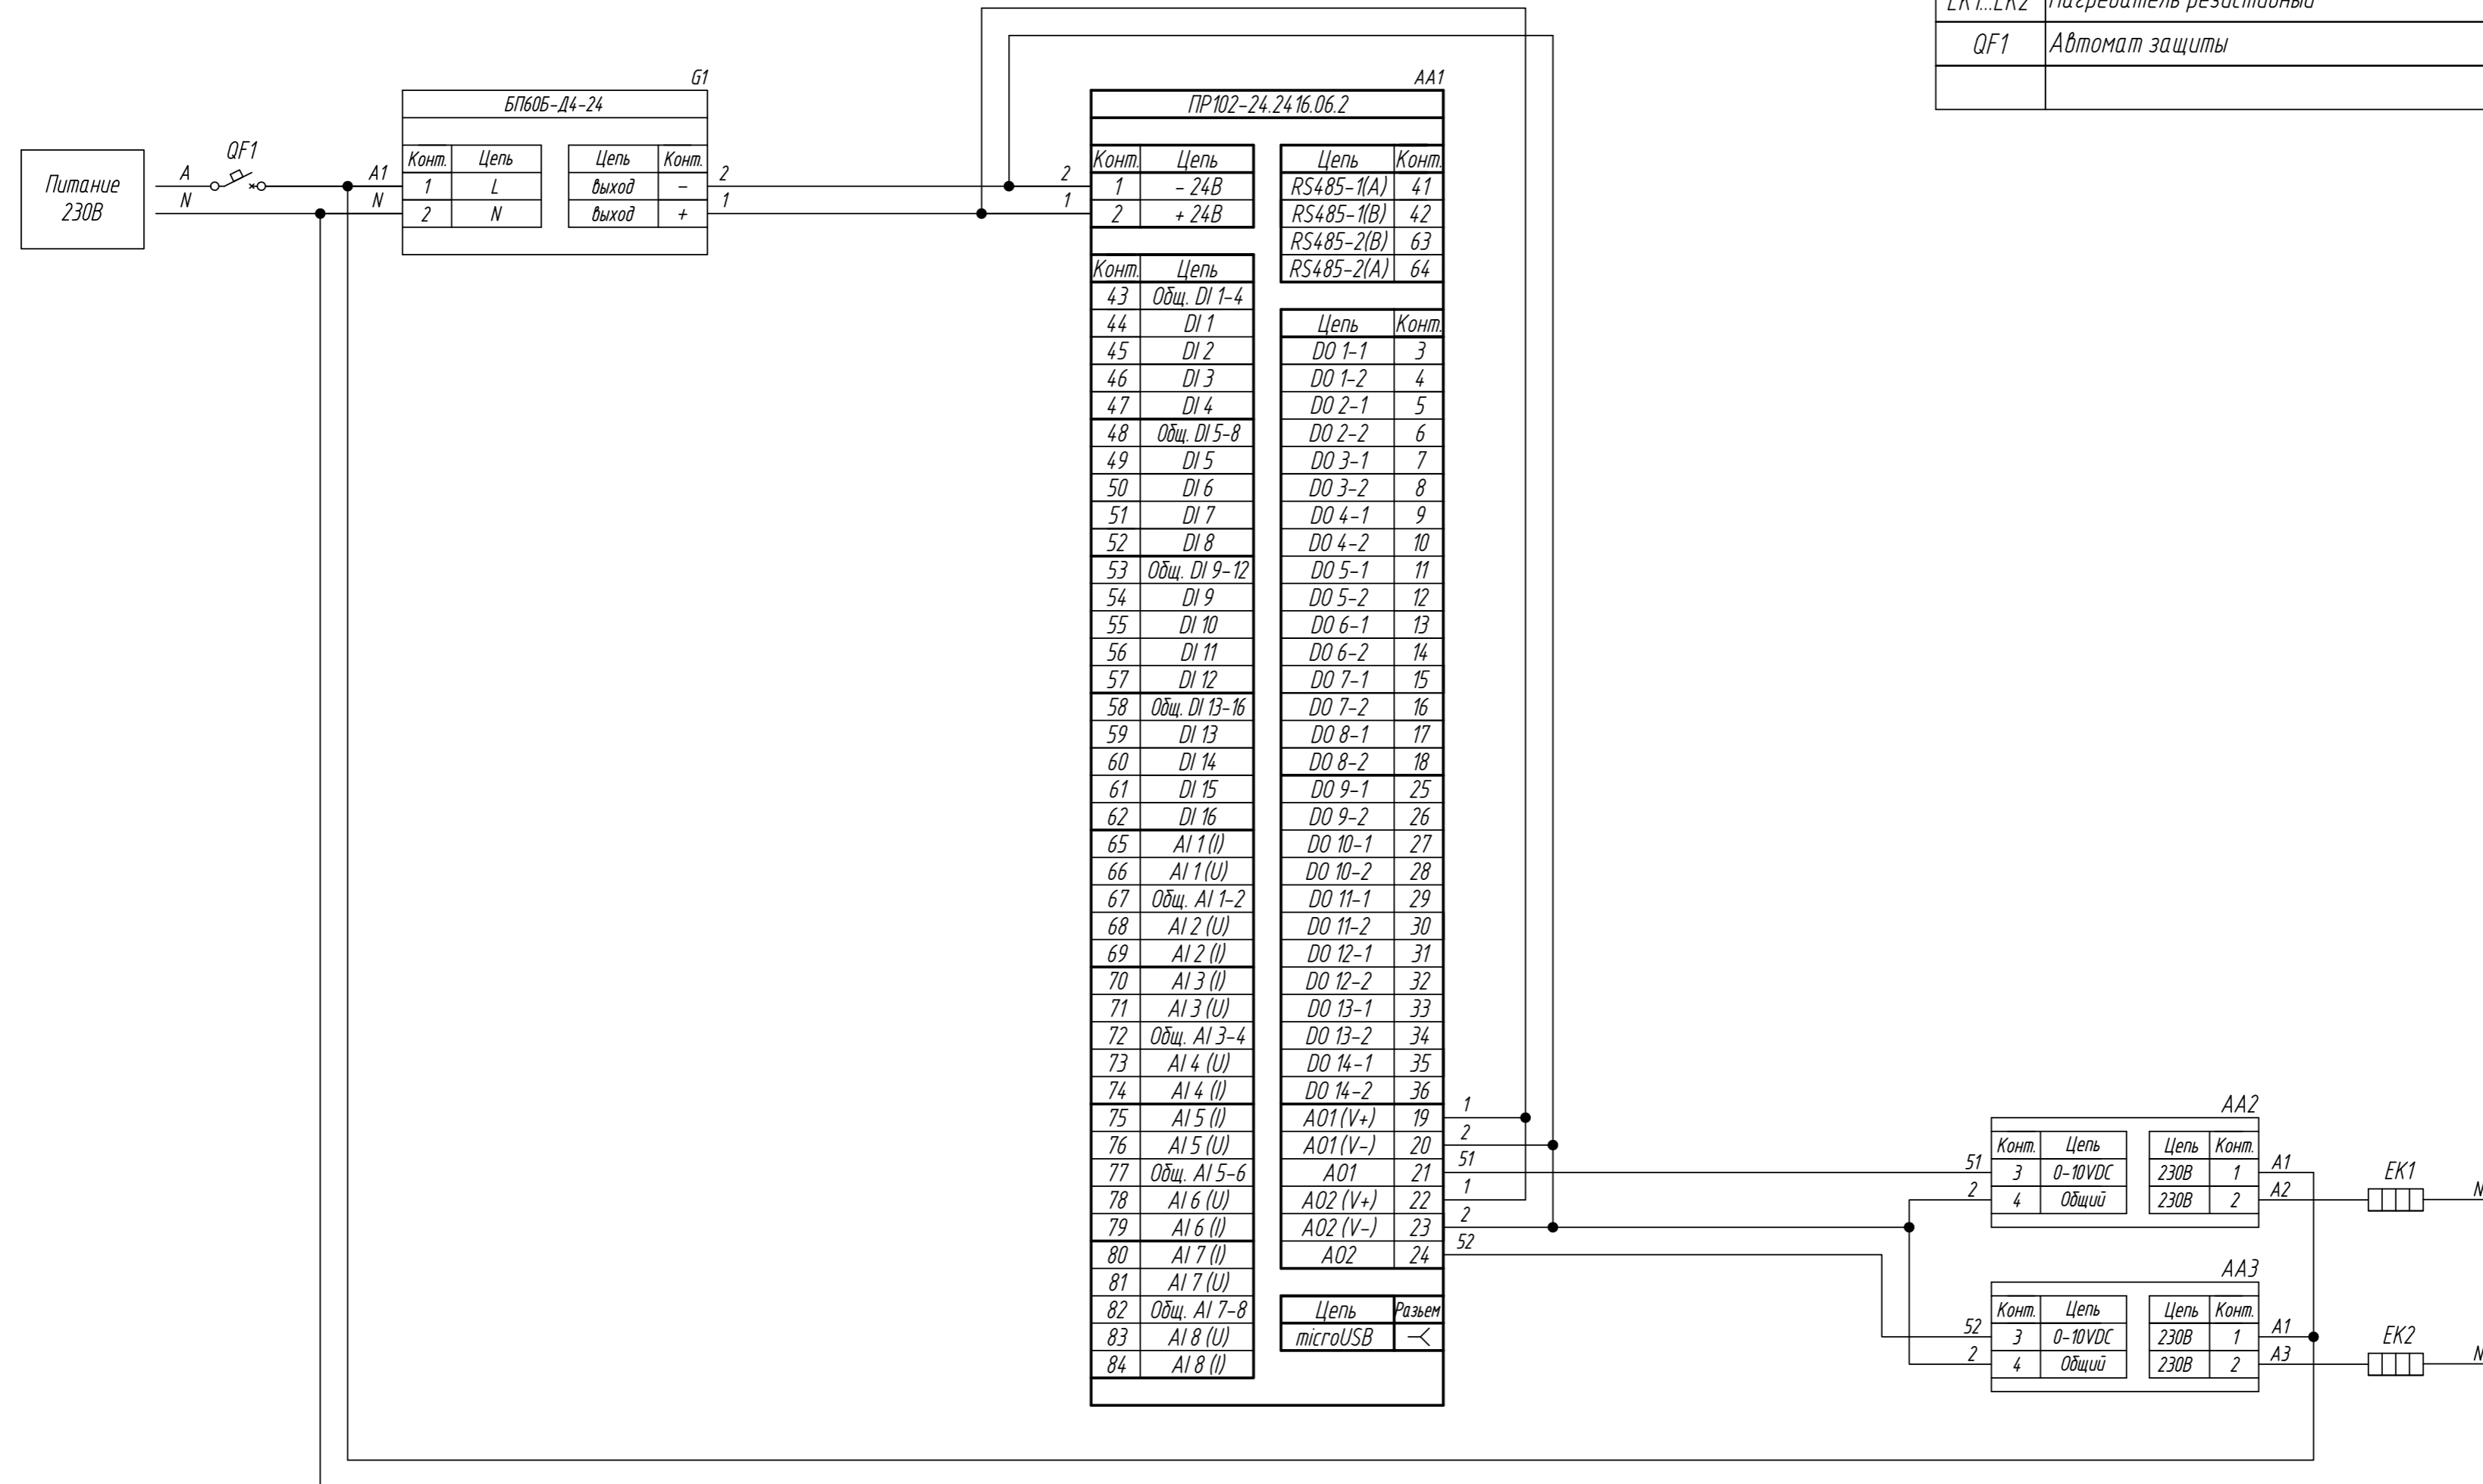 EK1...EK2 Нагреватель резистивный
QF1 Автомат защиты
G1
БП60Б-Д4-24
Конт. Цепь Цепь Конт.
1 L выход –
2 N выход +
Питание
230В
A QF1 A1
N N
2
1
AA1
ПР102-24.2416.06.2
2
1
Конт. Цепь
1 – 24В
2 + 24В
Цепь Конт.
RS485-1(A) 41
RS485-1(B) 42
RS485-2(B) 63
RS485-2(A) 64
Конт. Цепь
43 Общ. DI 1-4
44 DI 1
45 DI 2
46 DI 3
47 DI 4
48 Общ. DI 5-8
49 DI 5
50 DI 6
51 DI 7
52 DI 8
53 Общ. DI 9-12
54 DI 9
55 DI 10
56 DI 11
57 DI 12
58 Общ. DI 13-16
59 DI 13
60 DI 14
61 DI 15
62 DI 16
65 AI 1 (I)
66 AI 1 (U)
67 Общ. AI 1-2
68 AI 2 (U)
69 AI 2 (I)
70 AI 3 (I)
71 AI 3 (U)
72 Общ. AI 3-4
73 AI 4 (U)
74 AI 4 (I)
75 AI 5 (I)
76 AI 5 (U)
77 Общ. AI 5-6
78 AI 6 (U)
79 AI 6 (I)
80 AI 7 (I)
81 AI 7 (U)
82 Общ. AI 7-8
83 AI 8 (U)
84 AI 8 (I)
Цепь Конт.
DO 1-1 3
DO 1-2 4
DO 2-1 5
DO 2-2 6
DO 3-1 7
DO 3-2 8
DO 4-1 9
DO 4-2 10
DO 5-1 11
DO 5-2 12
DO 6-1 13
DO 6-2 14
DO 7-1 15
DO 7-2 16
DO 8-1 17
DO 8-2 18
DO 9-1 25
DO 9-2 26
DO 10-1 27
DO 10-2 28
DO 11-1 29
DO 11-2 30
DO 12-1 31
DO 12-2 32
DO 13-1 33
DO 13-2 34
DO 14-1 35
DO 14-2 36
AO1 (V+) 19 1
AO1 (V-) 20 2
AO1 21 51
AO2 (V+) 22 1
AO2 (V-) 23 2
AO2 24 52
Цепь Разъем
microUSB
AA2
Конт. Цепь Цепь Конт.
51 3 0-10VDC 230В 1 A1
2 4 Общий 230В 2 A2
EK1 N
AA3
Конт. Цепь Цепь Конт.
52 3 0-10VDC 230В 1 A1
2 4 Общий 230В 2 A3
EK2 N